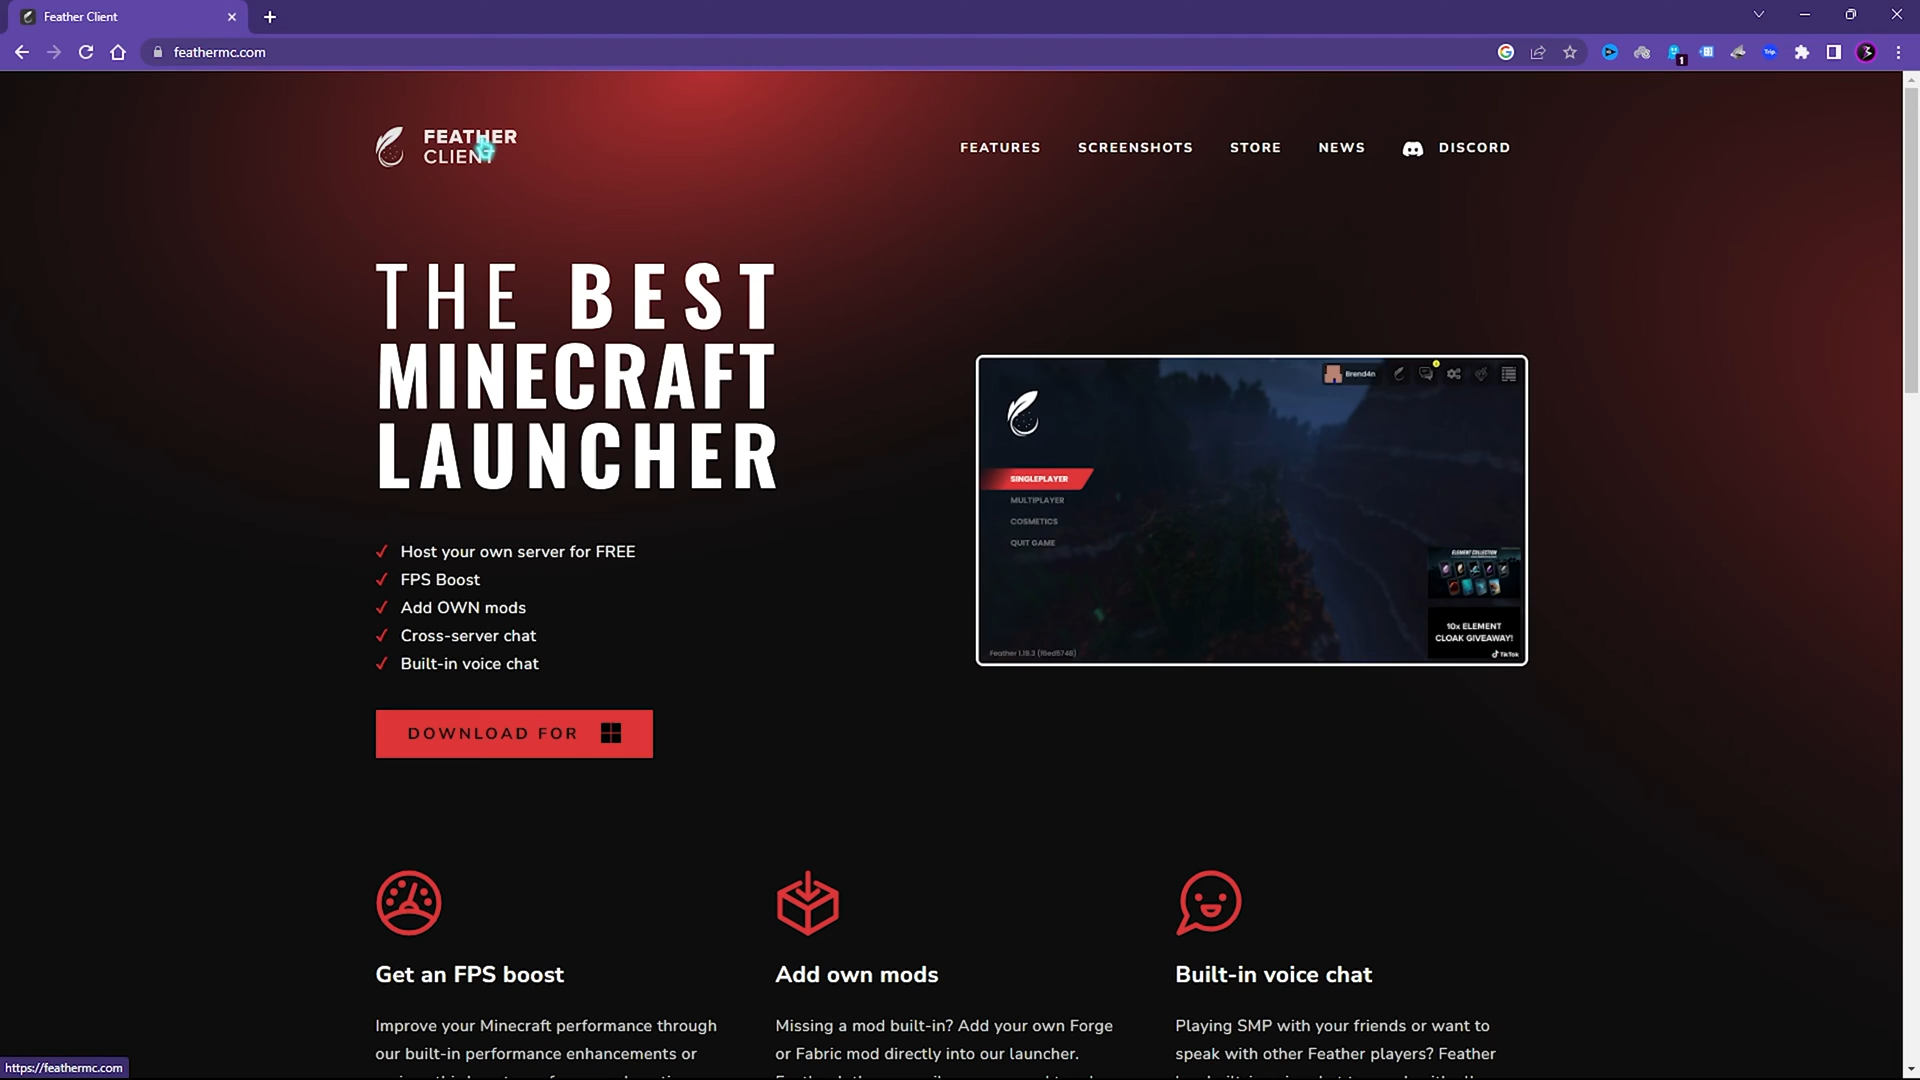 Feather Client
feathermc.com
1
FEATHER
CLIENT
FEATURES
SCREENSHOTS
STORE
NEWS
DISCORD
THE BEST
MINECRAFT
LAUNCHER
Host your own server for FREE
FPS Boost
Add OWN mods
Cross-server chat
Built-in voice chat
DOWNLOAD FOR
Brend4n
SINGLEPLAYER
MULTIPLAYER
COSMETICS
QUIT GAME
ELEMENT COLLECTION
10x ELEMENT
CLOAK GIVEAWAY!
TikTok
Get an FPS boost
Improve your Minecraft performance through
our built-in performance enhancements or
Add own mods
Missing a mod built-in? Add your own Forge
or Fabric mod directly into our launcher.
Built-in voice chat
Playing SMP with your friends or want to
speak with other Feather players? Feather
https://feathermc.com